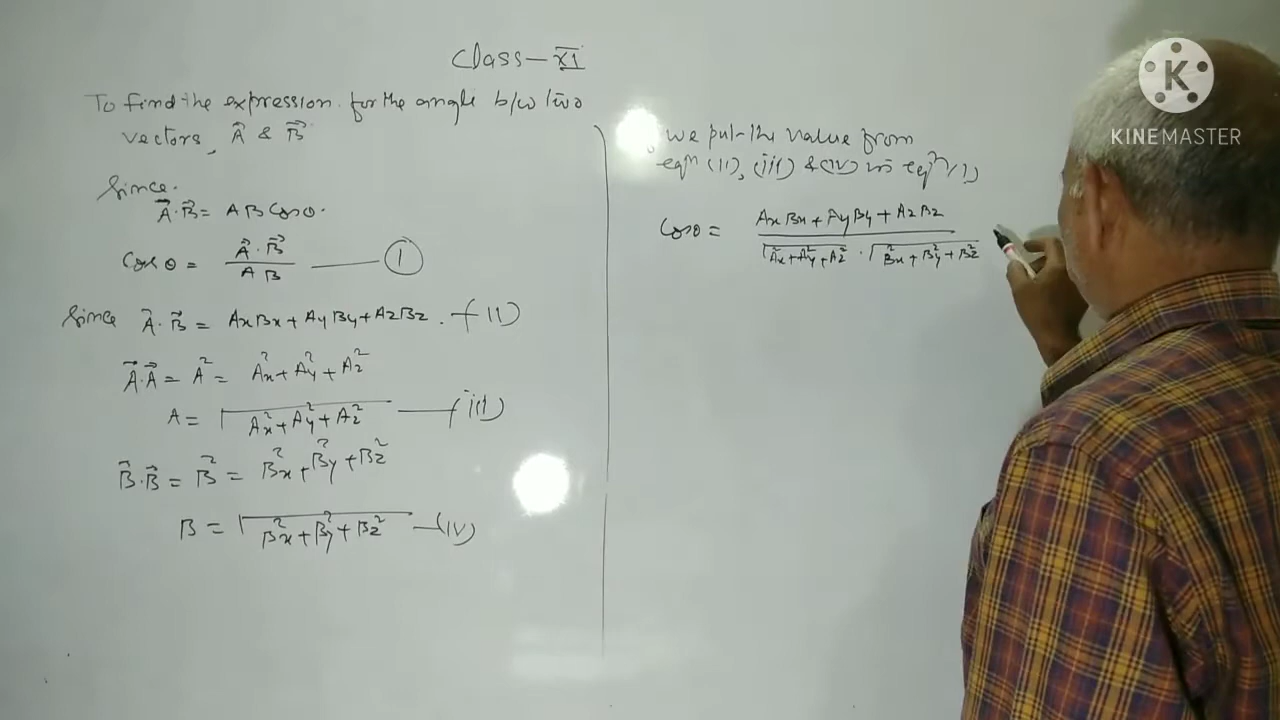 Class - XI
To find the expression for the angle b/w two
vectors, A⃗ & B⃗
Since.
A⃗.B⃗ = AB Cosθ.
Cosθ = A⃗.B⃗ / AB —— 1
Since A⃗.B⃗ = AxBx + AyBy + AzBz. —(II)
A⃗.A⃗ = A² = Ax² + Ay² + Az²
A = √Ax² + Ay² + Az² —— (iii)
B⃗.B⃗ = B² = Bx² + By² + Bz²
B = √Bx² + By² + Bz² —(IV)
we put the value from
eqn (II), (iii) & (IV) in eqn (1)
Cosθ = AxBx + AyBy + AzBz / √Ax² + Ay² + Az² . √Bx² + By² + Bz²
K
KINEMASTER